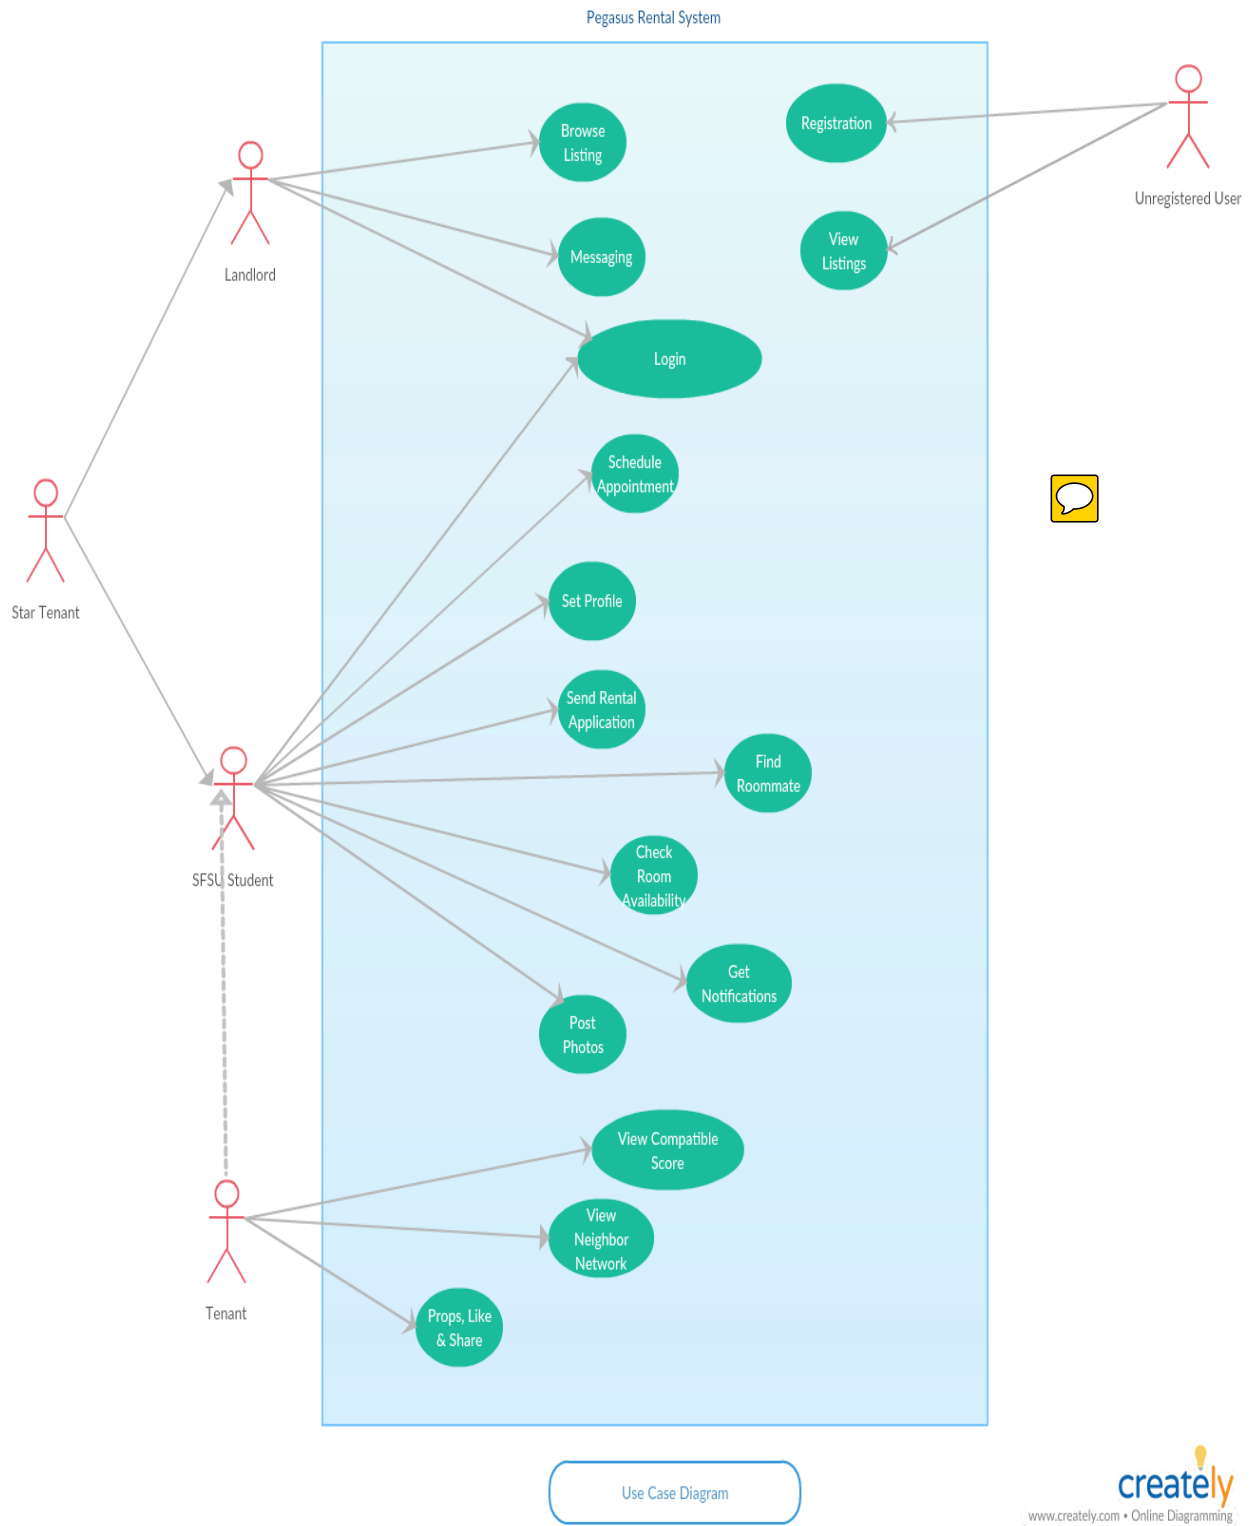 Pegasus Rental System
Browse
Listing
Registration
Unregistered User
Messaging
View
Listings
Landlord
Login
Schedule
Appointment
Star Tenant
Set Profile
Send Rental
Application
Find
Roommate
SFSU Student
Check
Room
Availability
Get
Notifications
Post
Photos
View Compatible
Score
View
Neighbor
Network
Tenant
Props, Like
& Share
Use Case Diagram
creately
www.creately.com • Online Diagramming